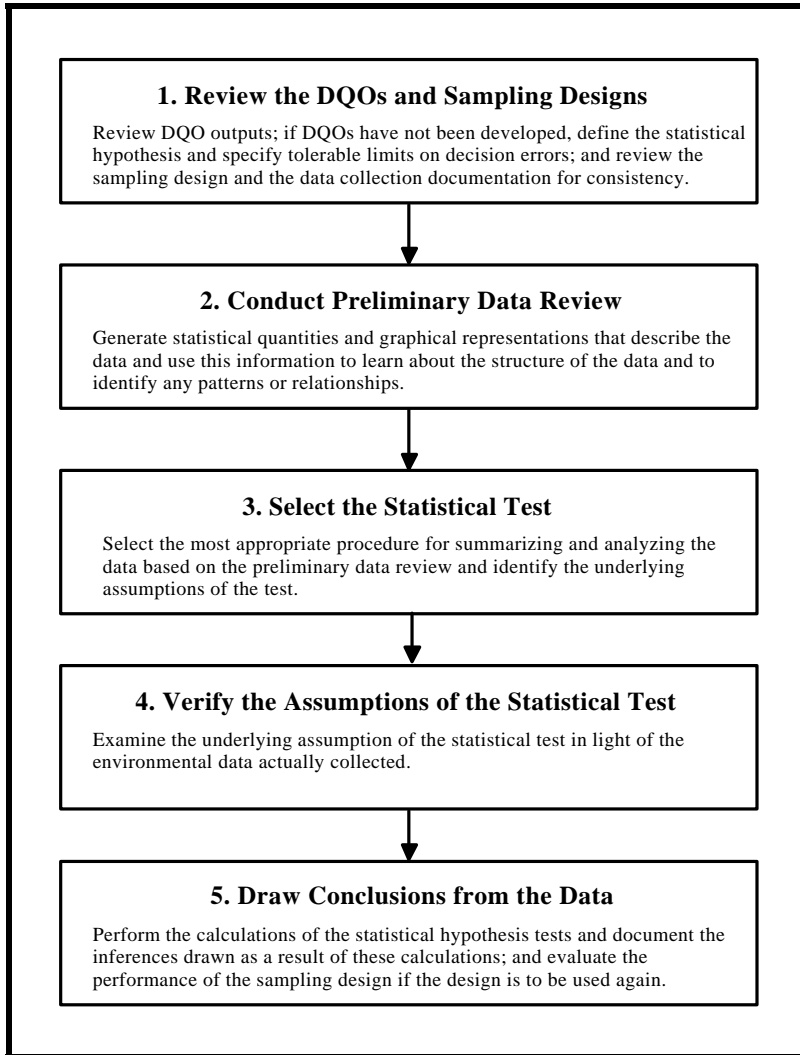 1. Review the DQOs and Sampling Designs
Review DQO outputs; if DQOs have not been developed, define the statistical
hypothesis and specify tolerable limits on decision errors; and review the
sampling design and the data collection documentation for consistency.
2. Conduct Preliminary Data Review
Generate statistical quantities and graphical representations that describe the
data and use this information to learn about the structure of the data and to
identify any patterns or relationships.
3. Select the Statistical Test
Select the most appropriate procedure for summarizing and analyzing the
data based on the preliminary data review and identify the underlying
assumptions of the test.
4. Verify the Assumptions of the Statistical Test
Examine the underlying assumption of the statistical test in light of the
environmental data actually collected.
5. Draw Conclusions from the Data
Perform the calculations of the statistical hypothesis tests and document the
inferences drawn as a result of these calculations; and evaluate the
performance of the sampling design if the design is to be used again.